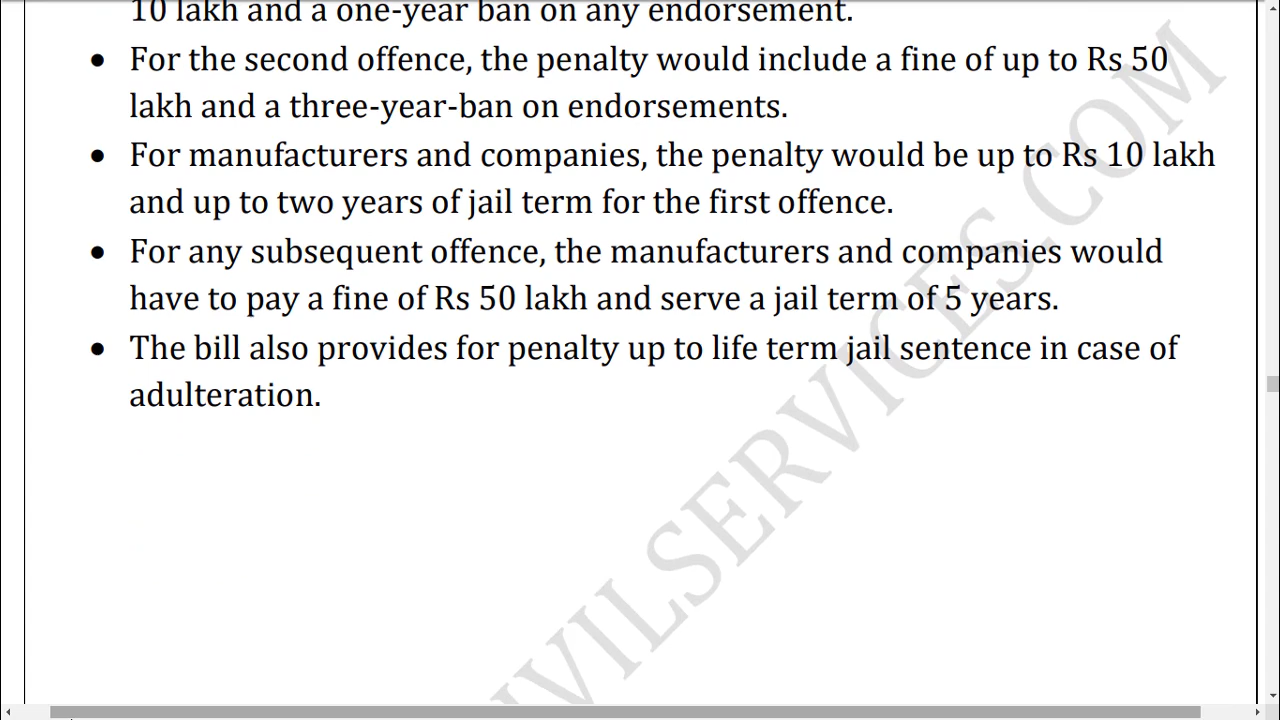 10 lakh and a one-year ban on any endorsement.
• For the second offence, the penalty would include a fine of up to Rs 50
lakh and a three-year-ban on endorsements.
• For manufacturers and companies, the penalty would be up to Rs 10 lakh
and up to two years of jail term for the first offence.
• For any subsequent offence, the manufacturers and companies would
have to pay a fine of Rs 50 lakh and serve a jail term of 5 years.
• The bill also provides for penalty up to life term jail sentence in case of
adulteration.
IVILSERVICES.COM